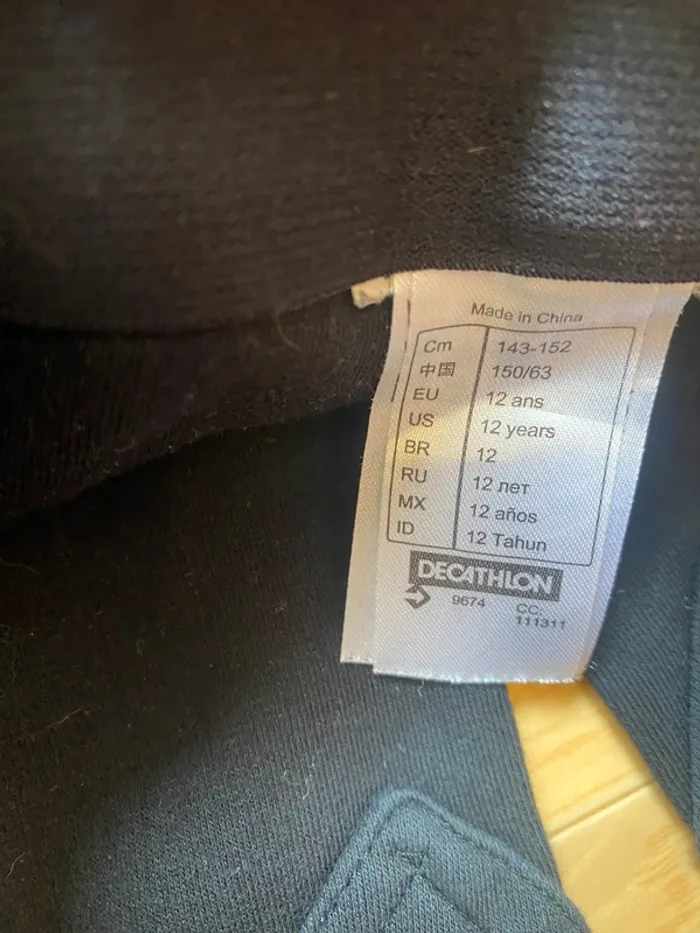 Made in China
Cm 143-152
中国 150/63
EU 12 ans
US 12 years
BR 12
RU 12 лет
MX 12 años
ID 12 Tahun
DECATHLON
9674 CC:
111311